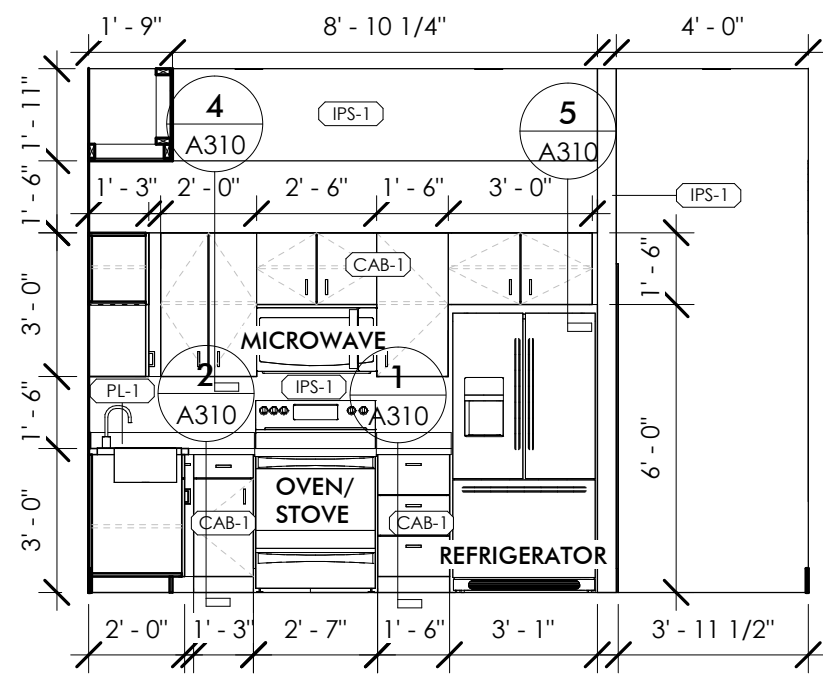 1' - 9"
8' - 10 1/4"
4' - 0"
1' - 11"
4
A310
IPS-1
5
A310
1' - 6"
1' - 3"
2' - 0"
2' - 6"
1' - 6"
3' - 0"
IPS-1
3' - 0"
CAB-1
1' - 6"
MICROWAVE
1' - 6"
PL-1
2
A310
IPS-1
1
A310
6' - 0"
3' - 0"
OVEN/
STOVE
CAB-1
CAB-1
REFRIGERATOR
2' - 0"
1' - 3"
2' - 7"
1' - 6"
3' - 1"
3' - 11 1/2"